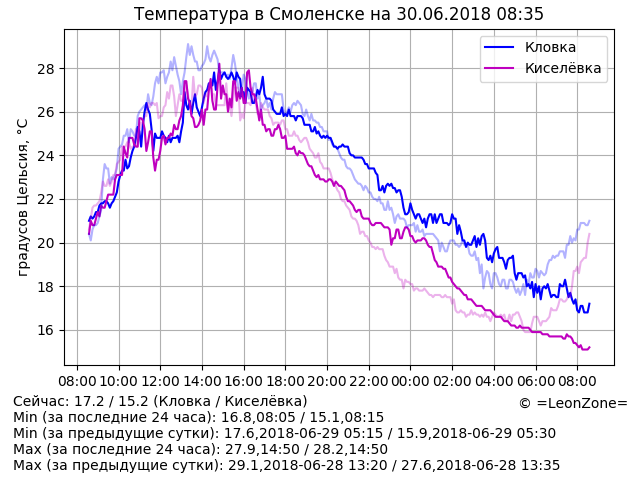 Температура в Смоленске на 30.06.2018 08:35
Кловка
Киселёвка
градусов Цельсия, °C
28
26
24
22
20
18
16
08:00 10:00 12:00 14:00 16:00 18:00 20:00 22:00 00:00 02:00 04:00 06:00 08:00
Сейчас: 17.2 / 15.2 (Кловка / Киселёвка)
© =LeonZone=
Min (за последние 24 часа): 16.8,08:05 / 15.1,08:15
Min (за предыдущие сутки): 17.6,2018-06-29 05:15 / 15.9,2018-06-29 05:30
Max (за последние 24 часа): 27.9,14:50 / 28.2,14:50
Max (за предыдущие сутки): 29.1,2018-06-28 13:20 / 27.6,2018-06-28 13:35